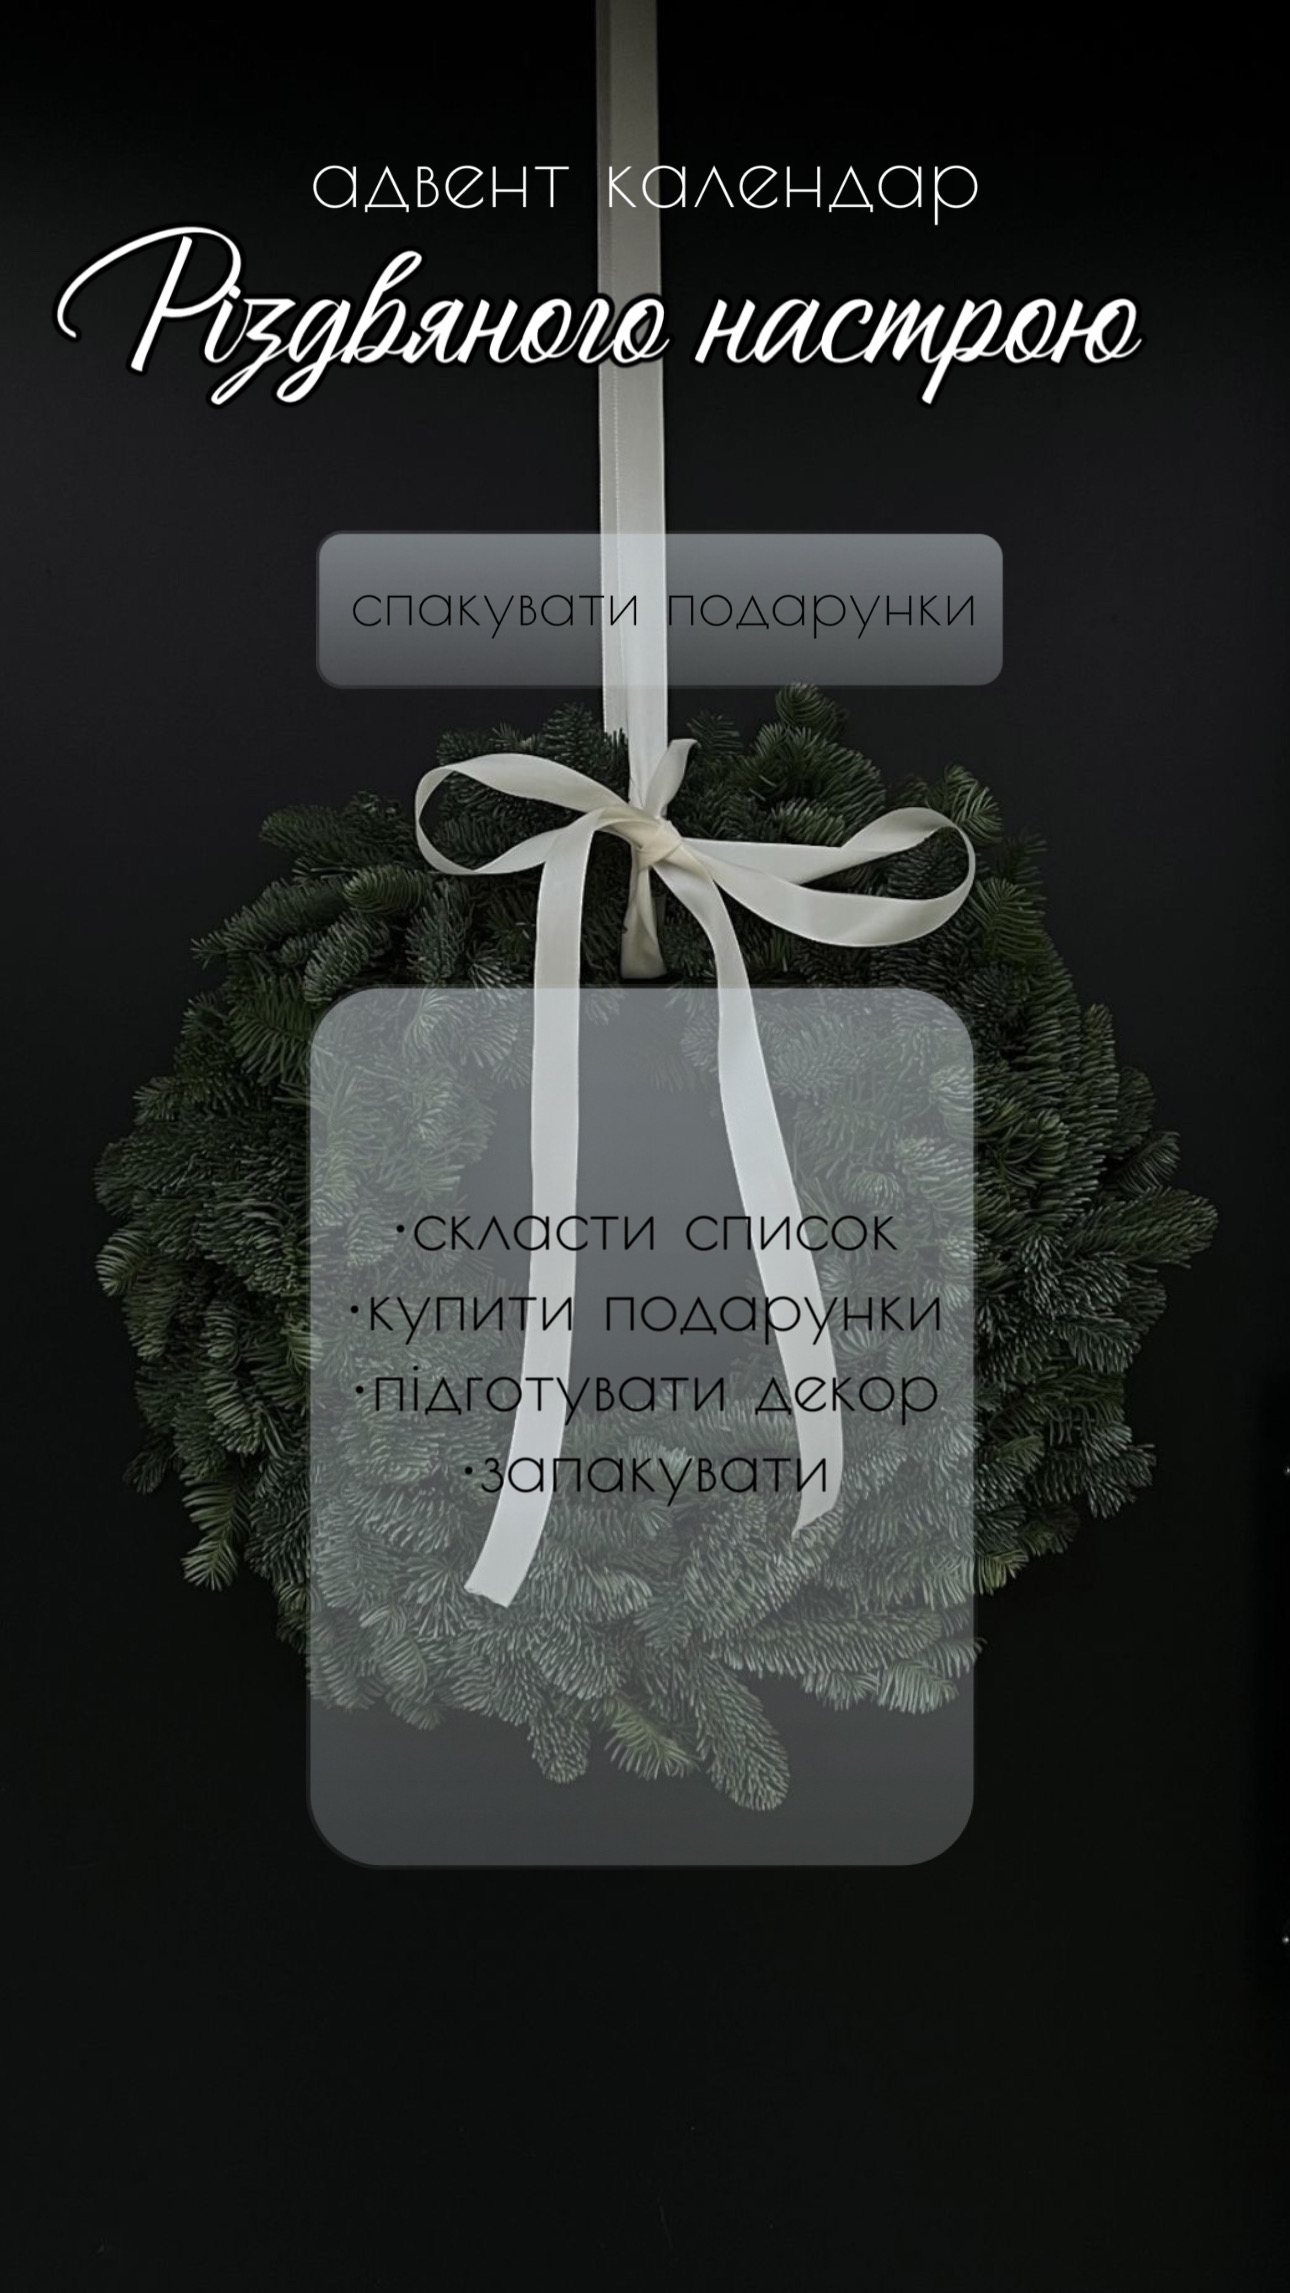 адвент календар
Різдвяного настрою
спакувати подарунки
•скласти список
•купити подарунки
•підготувати декор
•запакувати